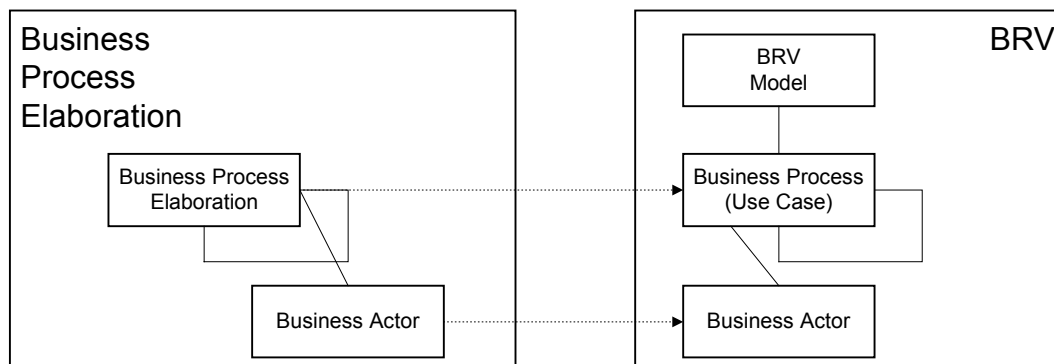 Business
Process
Elaboration
Business Process
Elaboration
Business Actor
BRV
BRV
Model
Business Process
(Use Case)
Business Actor